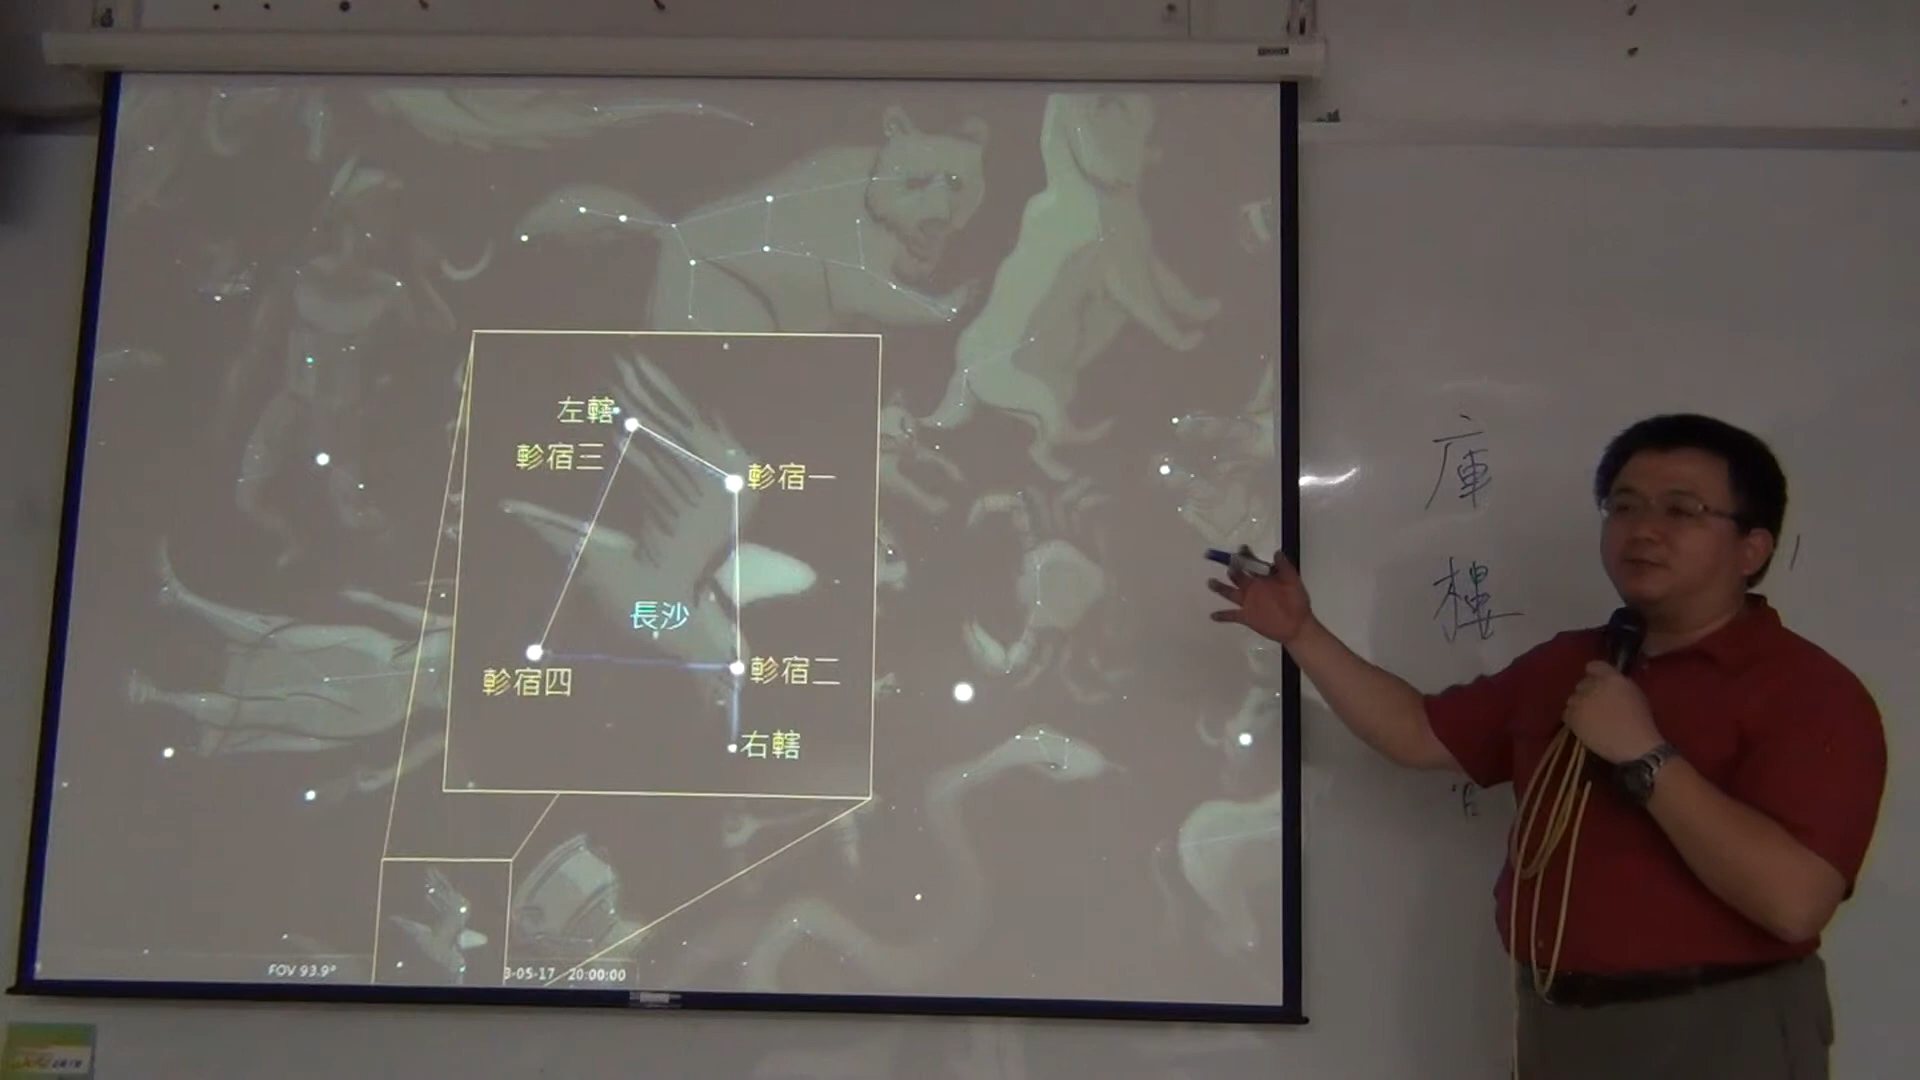 左轄
軫宿三
軫宿一
長沙
軫宿四
軫宿二
右轄
FOV 93.9°
3-05-17 20:00:00
庫
樓